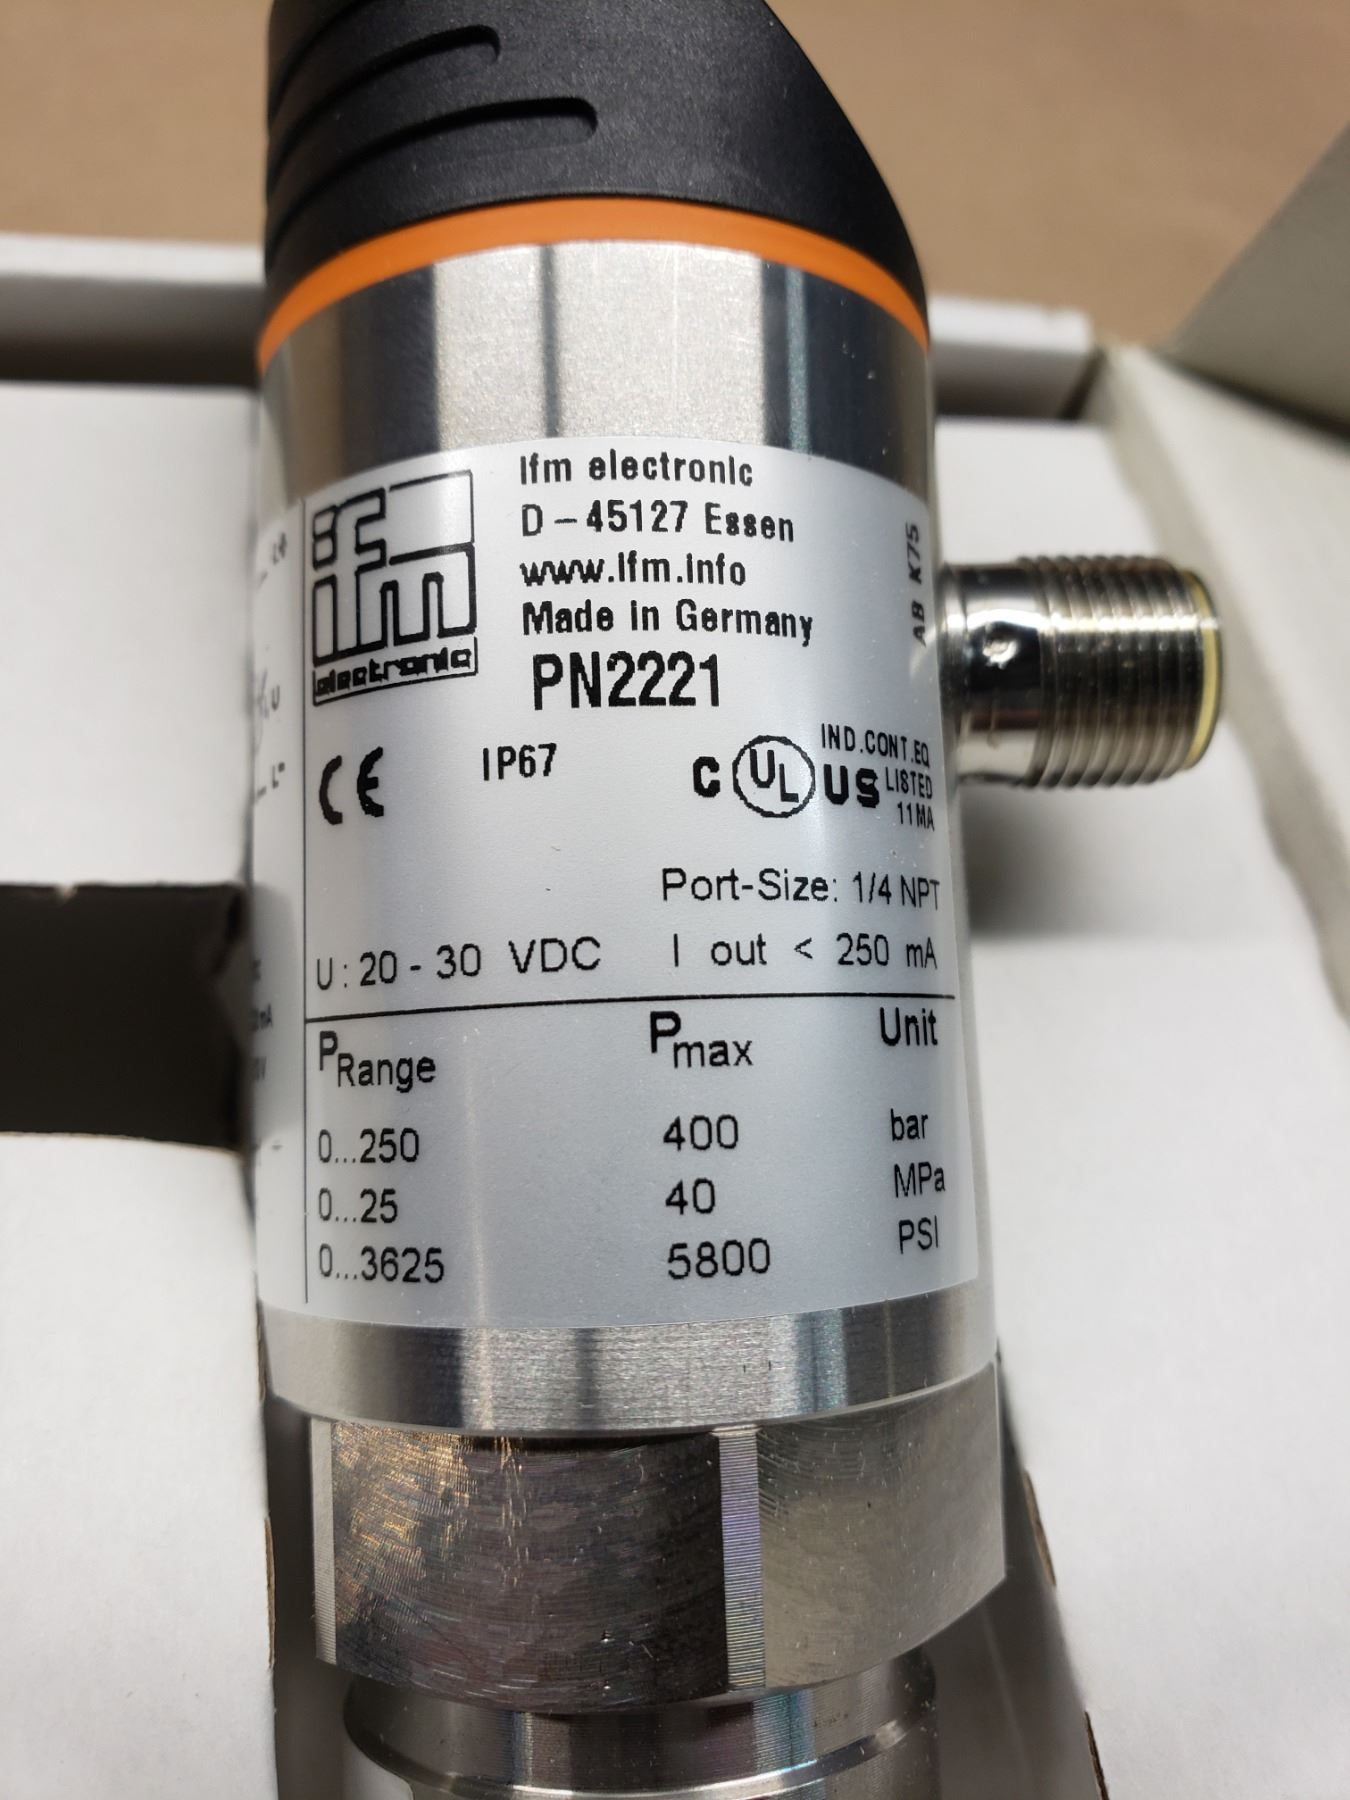 ifm
electronic
ifm electronic
D-45127 Essen
www.ifm.info
Made in Germany
PN2221
AB K75
CE
IP67
C UL US
IND.CONT.EQ
LISTED
11MA
Port-Size: 1/4 NPT
U: 20-30 VDC I out < 250 mA
PRange Pmax Unit
0...250 400 bar
0...25 40 MPa
0...3625 5800 PSI